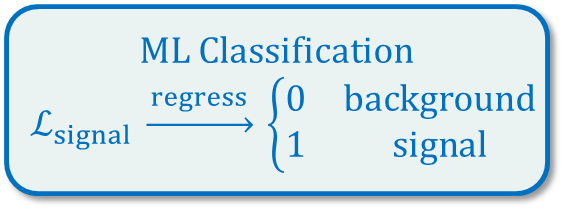 ML Classification
regress
ℒsignal ⟶ { 0 background
1 signal